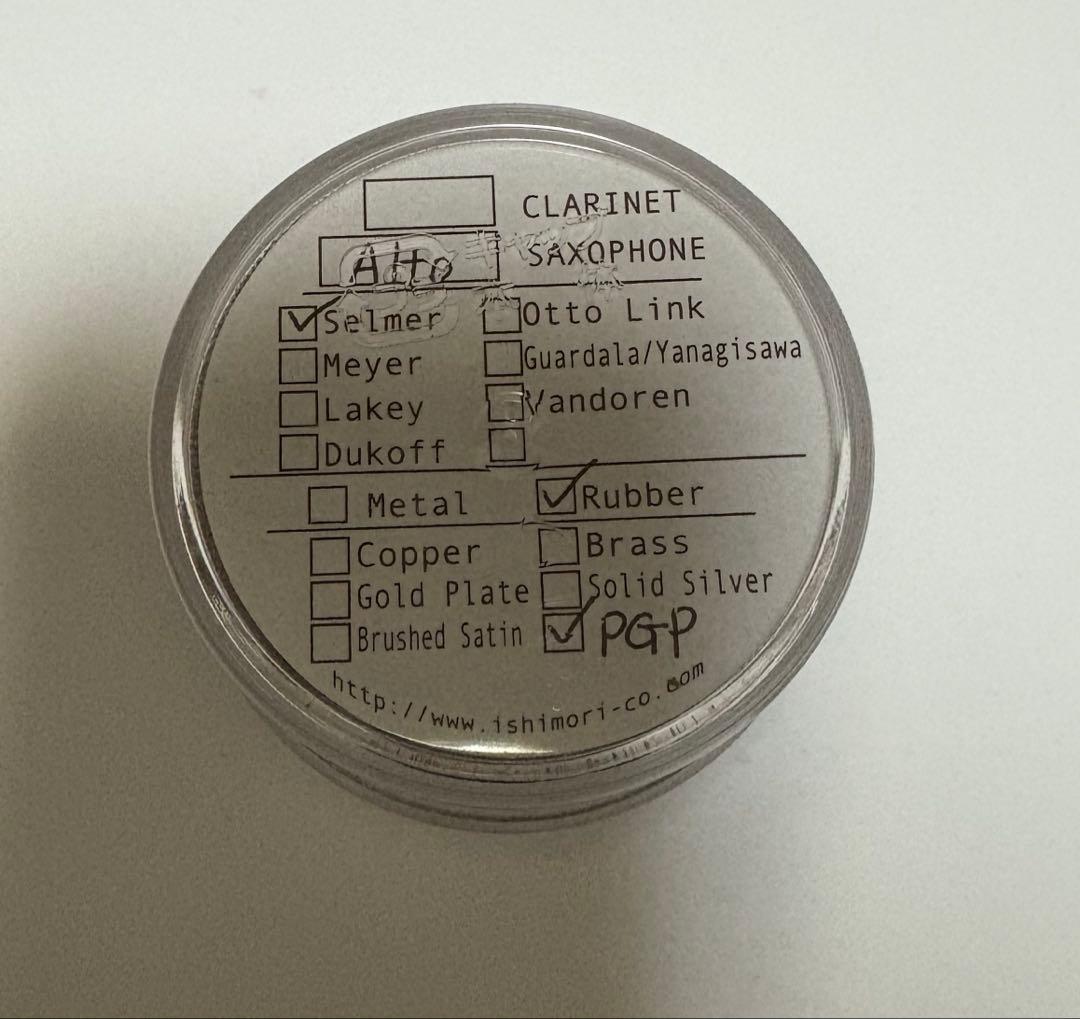 CLARINET
Alto SAXOPHONE
Selmer Otto Link
Meyer Guardala/Yanagisawa
Lakey Vandoren
Dukoff
Metal Rubber
Copper Brass
Gold Plate Solid Silver
Brushed Satin PGP
http://www.ishimori-co.com